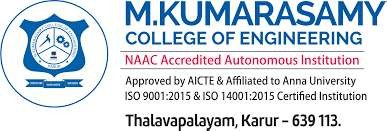 M.KUMARASAMY
COLLEGE OF ENGINEERING
NAAC Accredited Autonomous Institution
Approved by AICTE & Affiliated to Anna University
ISO 9001:2015 & ISO 14001:2015 Certified Institution
Thalavapalayam, Karur – 639 113.